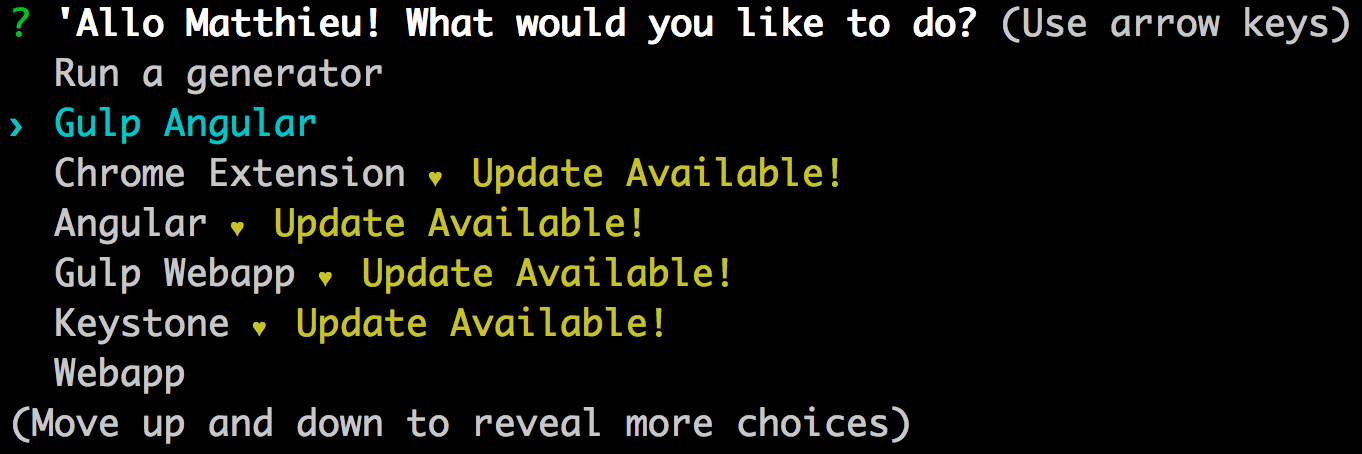 ? 'Allo Matthieu! What would you like to do? (Use arrow keys)
Run a generator
› Gulp Angular
Chrome Extension ♥ Update Available!
Angular ♥ Update Available!
Gulp Webapp ♥ Update Available!
Keystone ♥ Update Available!
Webapp
(Move up and down to reveal more choices)